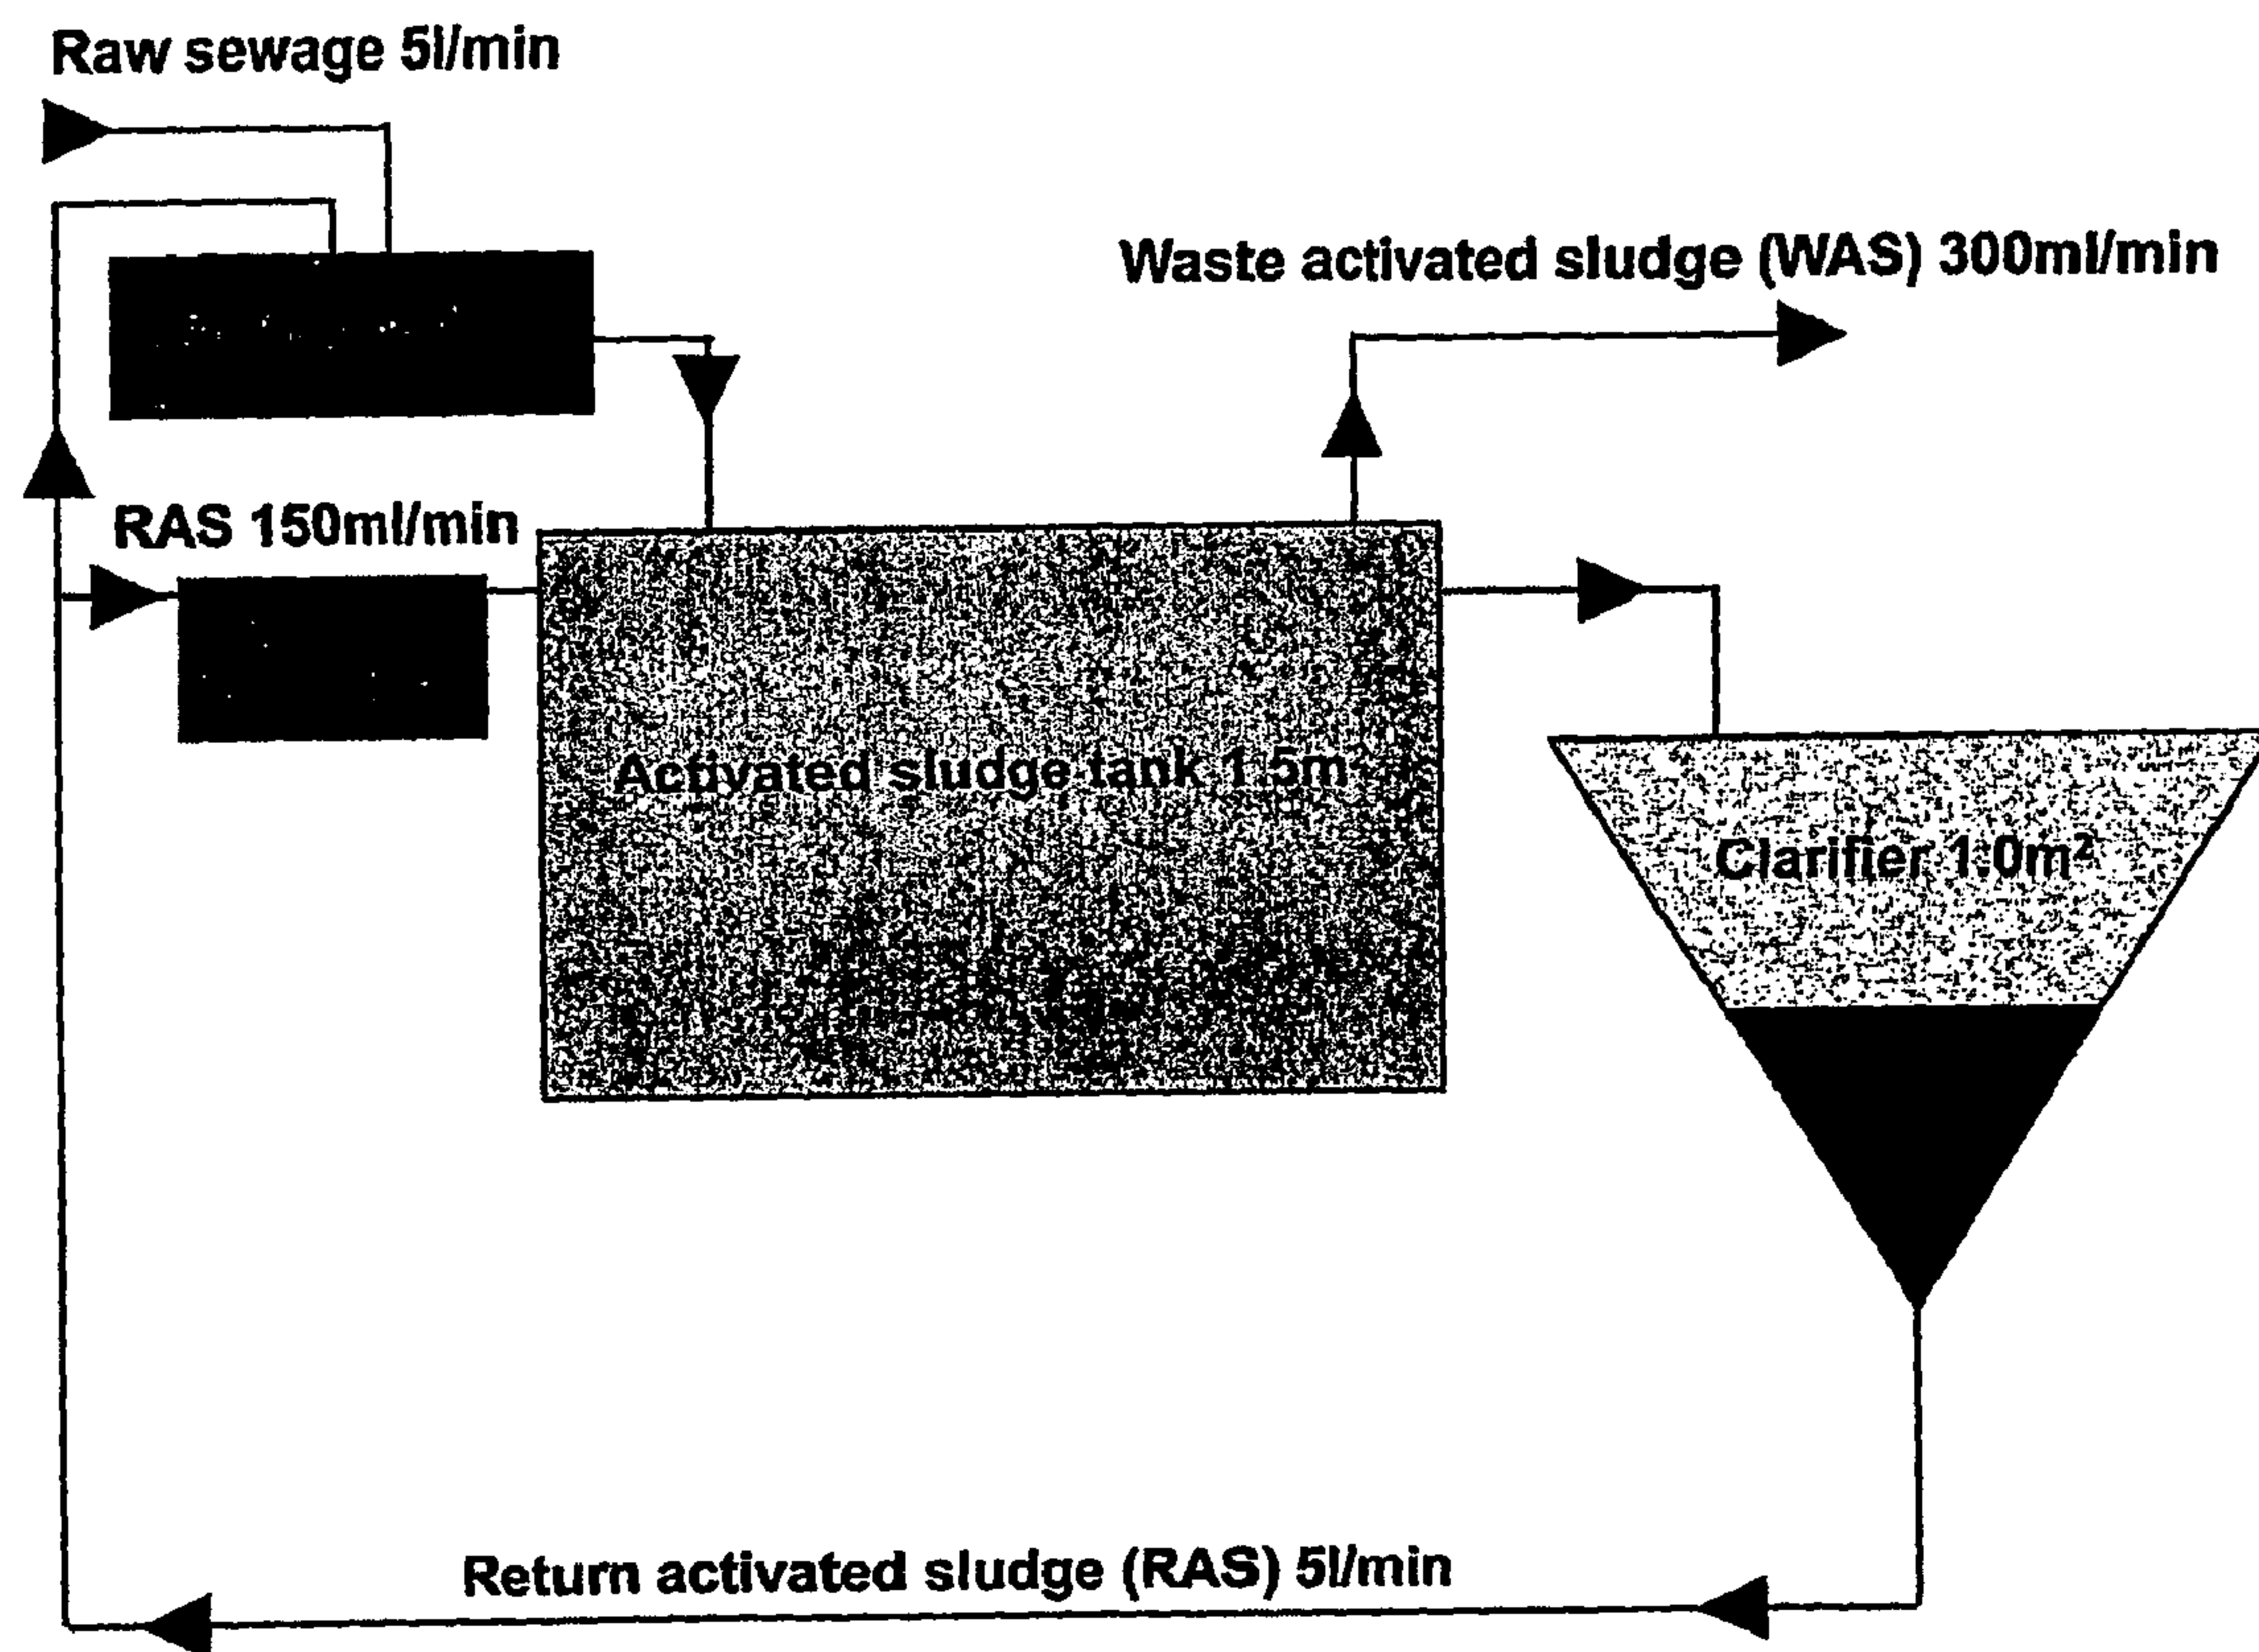 Raw sewage 5l/min
Waste activated sludge (WAS) 300ml/min
RAS 150ml/min
Activated sludge tank 1.5m
Clarifier 1.0m²
Return activated sludge (RAS) 5l/min